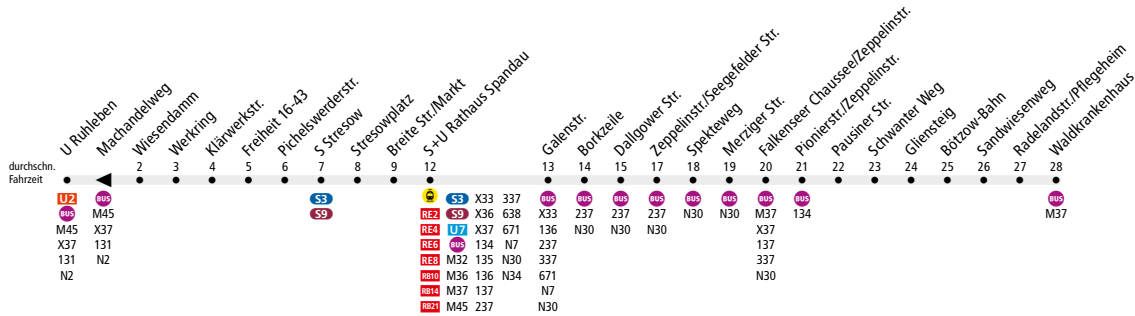 U Ruhleben
Machandelweg
Wiesendamm
Werkring
Klärwerkstr.
Freiheit 16-43
Pichelswerderstr.
S Stresow
Stresowplatz
Breite Str./Markt
S+U Rathaus Spandau
Galenstr.
Borkzeile
Dallgower Str.
Zeppelinstr./Seegefelder Str.
Spekteweg
Merziger Str.
Falkenseer Chaussee/Zeppelinstr.
Pionierstr./Zeppelinstr.
Pausiner Str.
Schwanter Weg
Gliensteig
Bötzow-Bahn
Sandwiesenweg
Radelandstr./Pflegeheim
Waldkrankenhaus
durchschn. 2 3 4 5 6 7 8 9 12 13 14 15 17 18 19 20 21 22 23 24 25 26 27 28
Fahrzeit
U2 BUS S3 S3 X33 337 BUS BUS BUS BUS BUS BUS BUS BUS BUS
BUS M45 S9 RE2 S9 X36 638 X33 237 237 237 N30 N30 M37 134 M37
M45 X37 RE4 U7 X37 671 136 N30 N30 N30 X37
X37 131 RE6 BUS 134 N7 237 137
131 N2 RE8 M32 135 N30 337 337
N2 RB10 M36 136 N34 671 N30
RB14 M37 137 N7
RB21 M45 237 N30